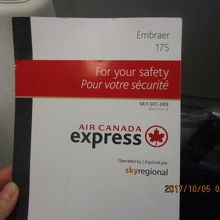 Embraer
175
For your safety
Pour votre sécurité
SKY-SFC-003
AIR CANADA
express
Operated by | Exploité par
skyregional
2017/10/05